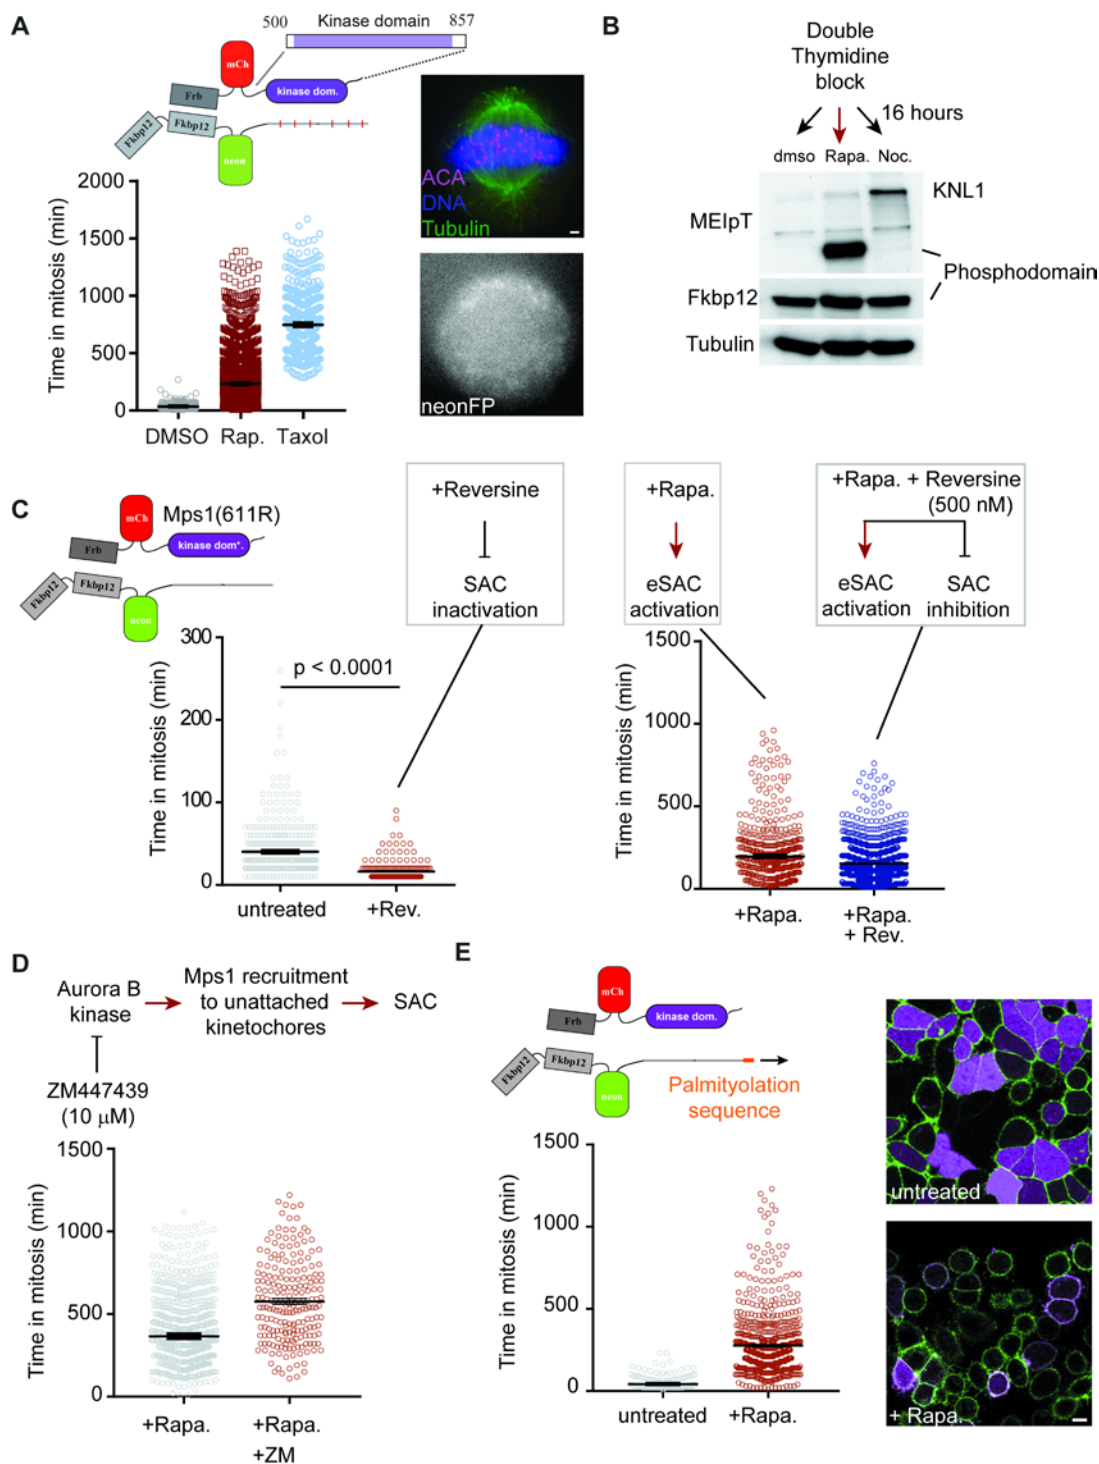 A
500
Kinase domain
857
mCh
Frb
kinase dom.
Fkbp12
Fkbp12
neon
Time in mitosis (min)
2000
1500
1000
500
0
DMSO
Rap.
Taxol
ACA
DNA
Tubulin
neonFP
B
Double
Thymidine
block
16 hours
dmso
Rapa.
Noc.
MEIpT
KNL1
Phosphodomain
Fkbp12
Tubulin
C
mCh
Mps1(611R)
Frb
kinase dom*.
Fkbp12
Fkbp12
neon
+Reversine
SAC
inactivation
Time in mitosis (min)
300
200
100
0
p < 0.0001
untreated
+Rev.
+Rapa.
eSAC
activation
+Rapa. + Reversine
(500 nM)
eSAC
activation
SAC
inhibition
Time in mitosis (min)
1500
1000
500
0
+Rapa.
+Rapa.
+ Rev.
D
Aurora B
kinase
Mps1 recruitment
to unattached
kinetochores
SAC
ZM447439
(10 μM)
Time in mitosis (min)
1500
1000
500
0
+Rapa.
+Rapa.
+ZM
E
mCh
Frb
kinase dom.
Fkbp12
Fkbp12
neon
Palmityolation
sequence
Time in mitosis (min)
1500
1000
500
0
untreated
+Rapa.
untreated
+ Rapa.